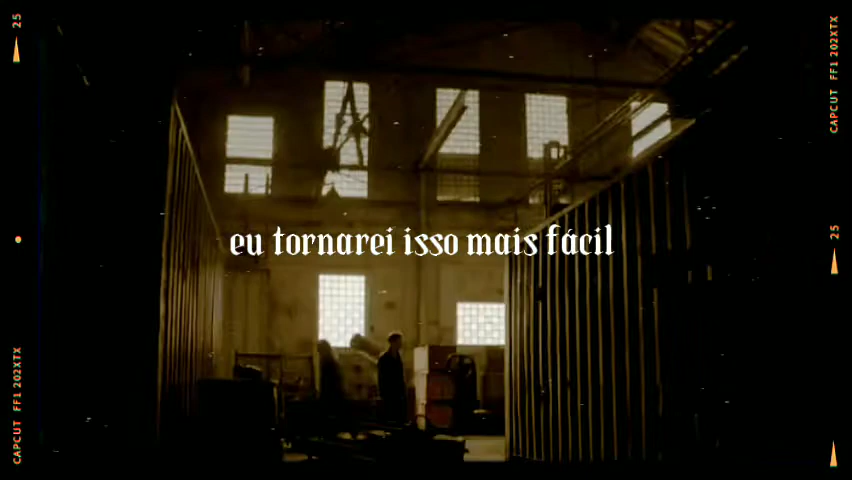 25
CAPCUT FF1 202XTX
eu tornarei isso mais fácil
CAPCUT FF1 202XTX
25